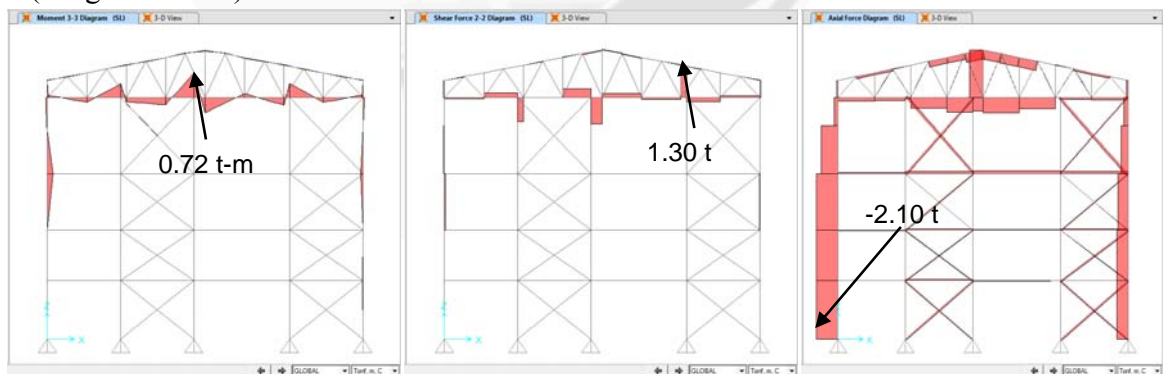 Moment 3-3 Diagram (SL)
3-D View
0.72 t-m
GLOBAL
Tonf, m, C
Shear Force 2-2 Diagram (SL)
3-D View
1.30 t
GLOBAL
Tonf, m, C
Axial Force Diagram (SL)
3-D View
-2.10 t
GLOBAL
Tonf, m, C
Z
X
Z
X
Z
X